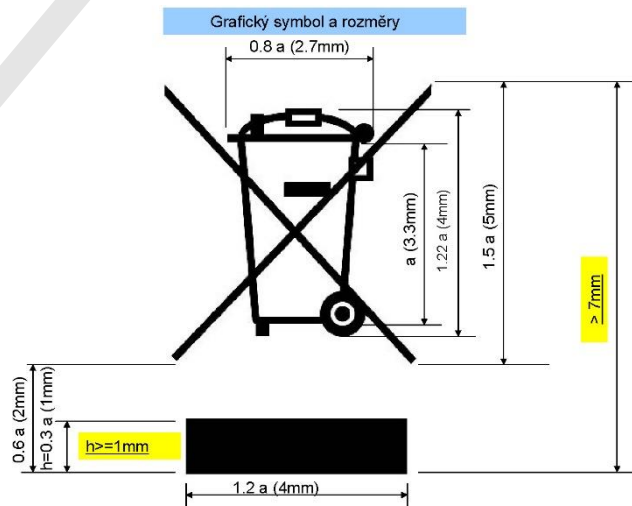 Grafický symbol a rozměry
0.8 a (2.7mm)
a (3.3mm)
1.22 a (4mm)
1.5 a (5mm)
> 7mm
0.6 a (2mm)
h=0.3 a (1mm)
h>=1mm
1.2 a (4mm)